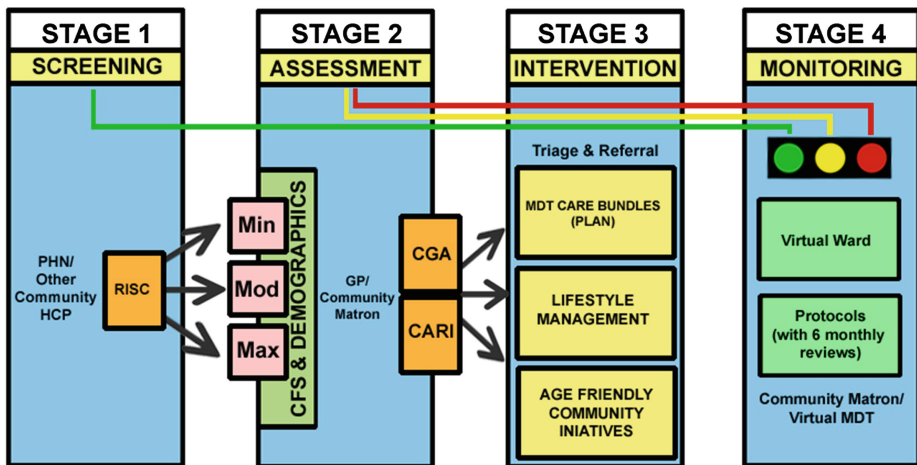 STAGE 1
SCREENING
PHN/
Other
Community
HCP
RISC
STAGE 2
ASSESSMENT
Min
Mod
Max
CFS & DEMOGRAPHICS
GP/
Community
Matron
CGA
CARI
STAGE 3
INTERVENTION
Triage & Referral
MDT CARE BUNDLES
(PLAN)
LIFESTYLE
MANAGEMENT
AGE FRIENDLY
COMMUNITY
INIATIVES
STAGE 4
MONITORING
Virtual Ward
Protocols
(with 6 monthly
reviews)
Community Matron/
Virtual MDT